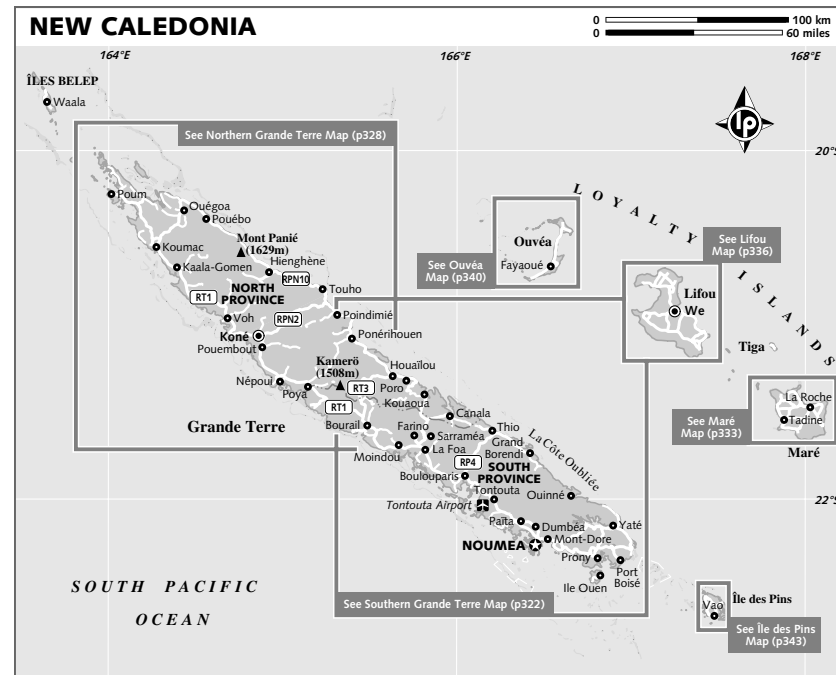 NEW CALEDONIA
0 100 km
0 60 miles
164°E
166°E
168°E
ÎLES BELEP
Waala
See Northern Grande Terre Map (p328)
lp
20°S
Poum
Ouégoa
Pouébo
LOYALTY ISLANDS
Mont Panié
(1629m)
Koumac
Hienghène
Kaala-Gomen
RPN10
Ouvéa
Fayaoué
See Ouvéa
Map (p340)
See Lifou
Map (p336)
NORTH
PROVINCE
RT1
Touho
Lifou
We
Voh
RPN2
Poindimié
Koné
Ponérihouen
Pouembout
Tiga
Kamerö
(1508m)
Houaïlou
Népoui
Poya
RT3
Poro
Kouaoua
RT1
La Roche
Tadine
See Maré
Map (p333)
Maré
Grande Terre
Bourail
Canala
Farino
Sarraméa
Thio
Grand
Borendi
La Côte Oubliée
Moindou
La Foa
RP4
SOUTH
PROVINCE
Boulouparis
Tontouta
Ouinné
Tontouta Airport
22°S
Païta
Dumbéa
Yaté
NOUMEA
Mont-Dore
Prony
Port
Boisé
Ile Ouen
SOUTH PACIFIC
OCEAN
See Southern Grande Terre Map (p322)
Île des Pins
Vao
See Île des Pins
Map (p343)